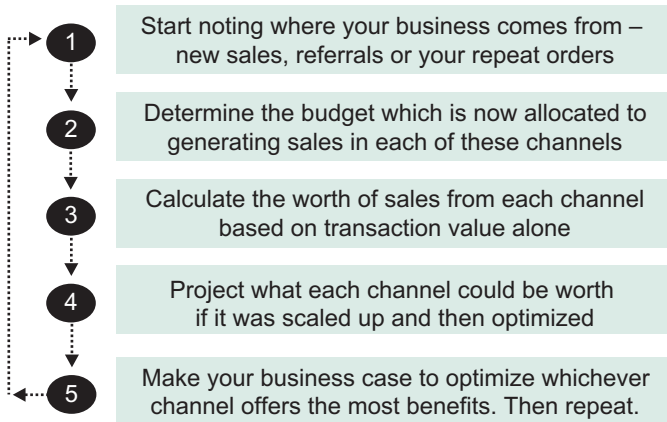 1
Start noting where your business comes from –
new sales, referrals or your repeat orders
2
Determine the budget which is now allocated to
generating sales in each of these channels
3
Calculate the worth of sales from each channel
based on transaction value alone
4
Project what each channel could be worth
if it was scaled up and then optimized
5
Make your business case to optimize whichever
channel offers the most benefits. Then repeat.